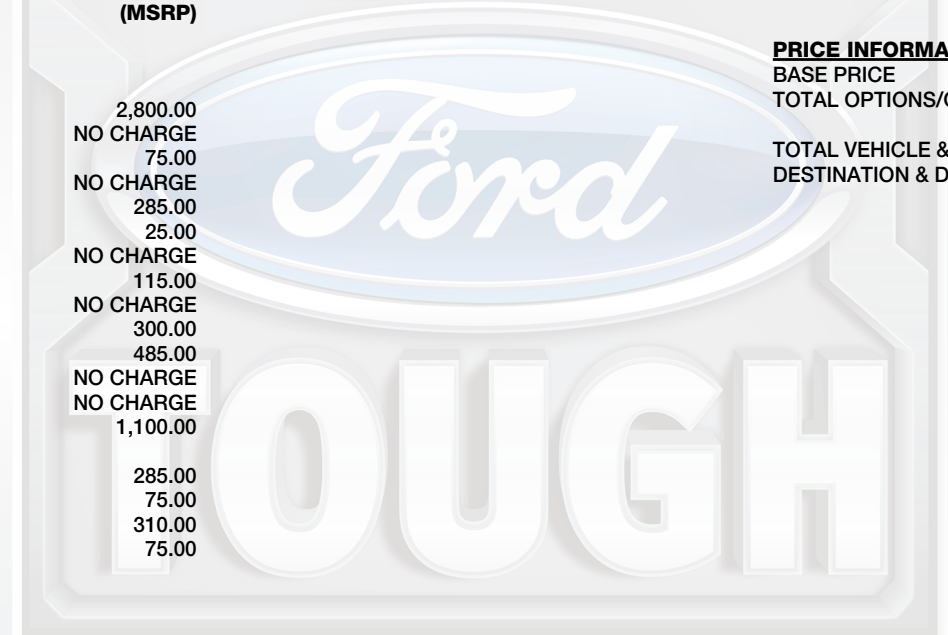 (MSRP)
2,800.00
NO CHARGE
75.00
NO CHARGE
285.00
25.00
NO CHARGE
115.00
NO CHARGE
300.00
485.00
NO CHARGE
NO CHARGE
1,100.00
285.00
75.00
310.00
75.00
PRICE INFORMA
BASE PRICE
TOTAL OPTIONS/
TOTAL VEHICLE &
DESTINATION & D
Ford
TOUGH